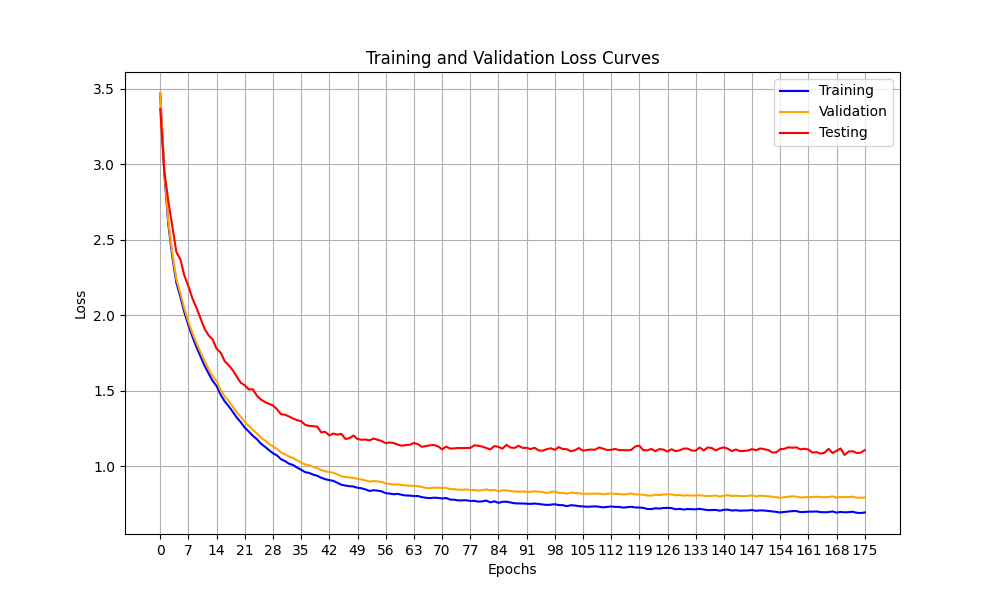 Training and Validation Loss Curves
Training
Validation
Testing
3.5
3.0
2.5
2.0
1.5
1.0
Loss
0 7 14 21 28 35 42 49 56 63 70 77 84 91 98 105 112 119 126 133 140 147 154 161 168 175
Epochs